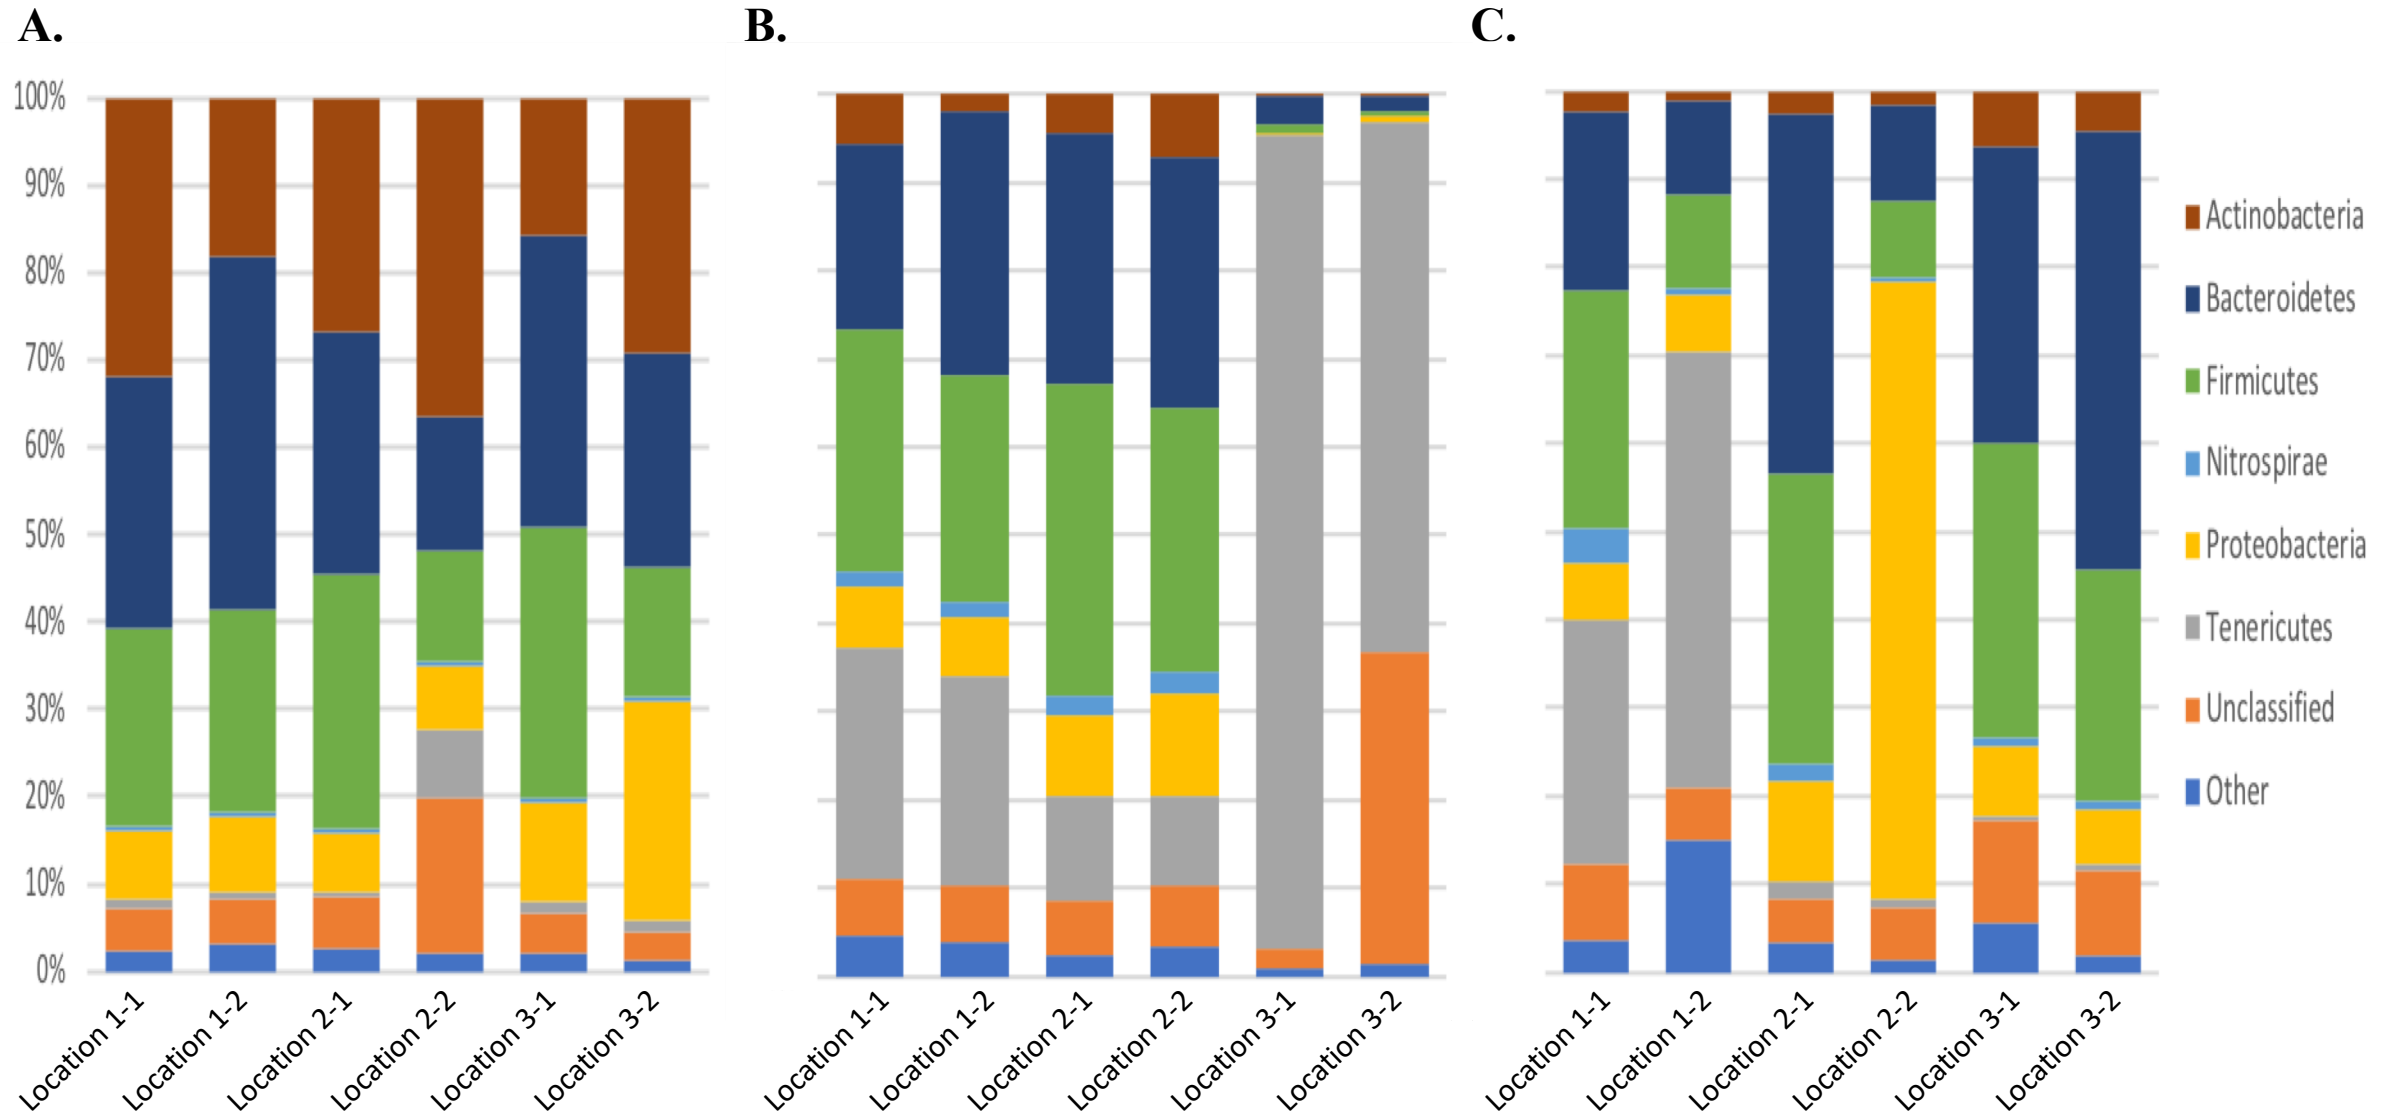 A.
B.
C.
100%
90%
80%
70%
60%
50%
40%
30%
20%
10%
0%
Location 1-1
Location 1-2
Location 2-1
Location 2-2
Location 3-1
Location 3-2
Location 1-1
Location 1-2
Location 2-1
Location 2-2
Location 3-1
Location 3-2
Location 1-1
Location 1-2
Location 2-1
Location 2-2
Location 3-1
Location 3-2
Actinobacteria
Bacteroidetes
Firmicutes
Nitrospirae
Proteobacteria
Tenericutes
Unclassified
Other